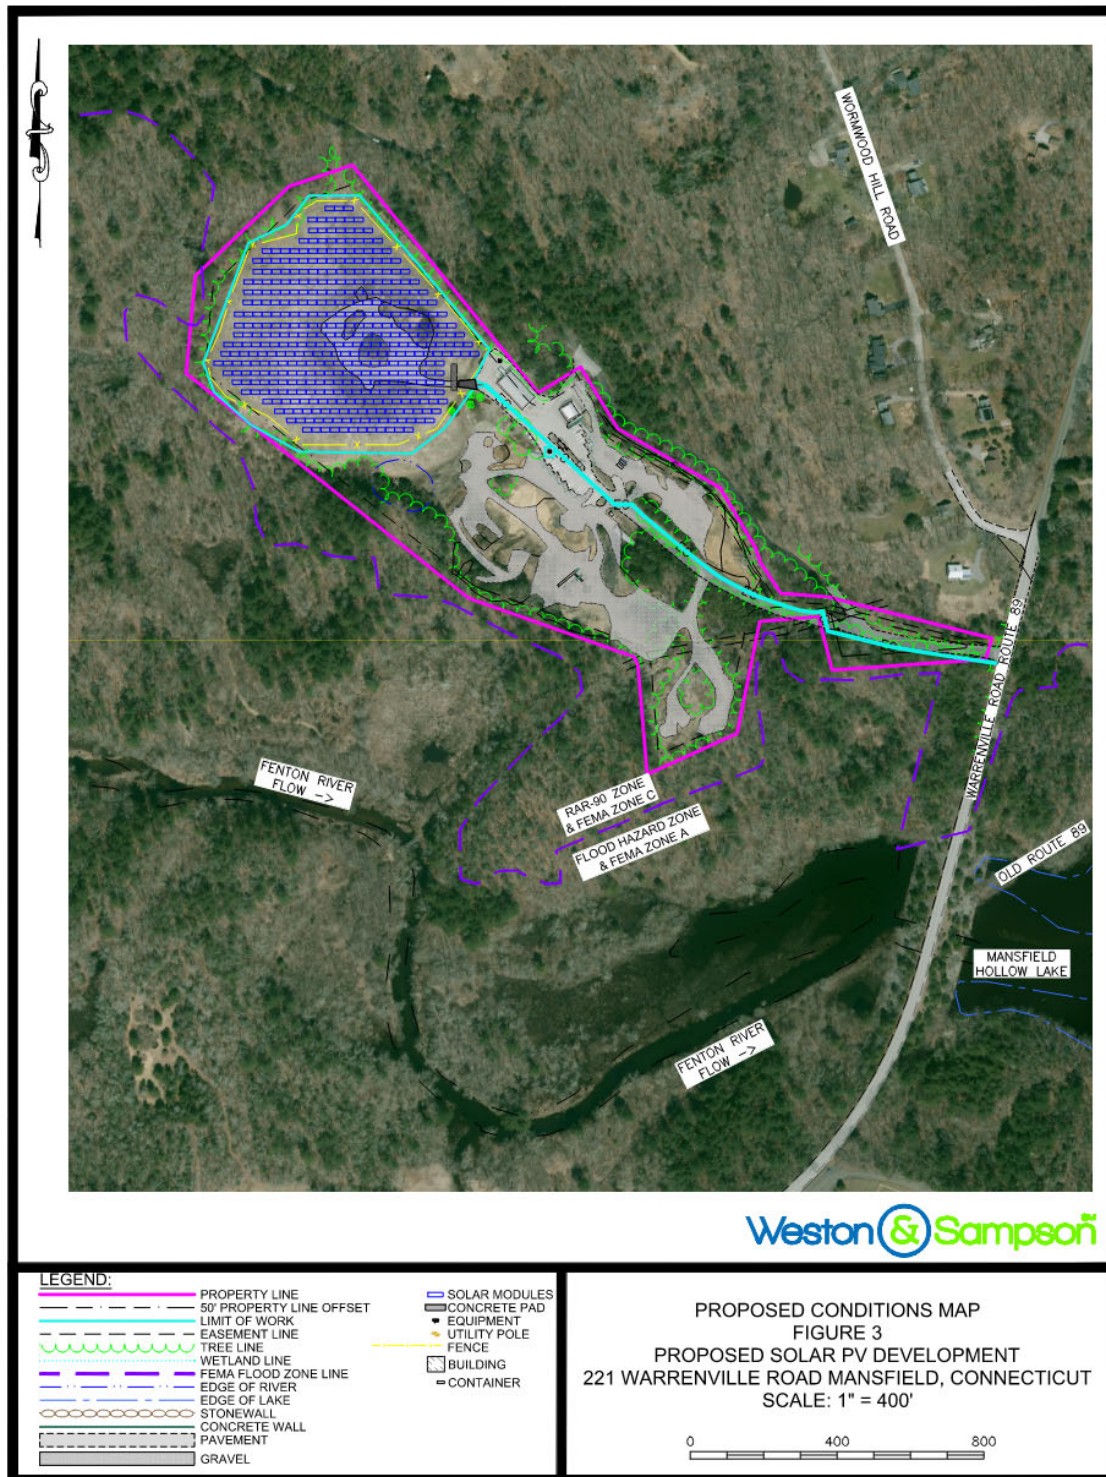 WORMWOOD HILL
ROAD
WARRENVILLE ROAD ROUTE 89
FENTON RIVER
FLOW ->
RAR-90 ZONE
& FEMA ZONE C
FLOOD HAZARD ZONE
& FEMA ZONE A
OLD ROUTE 89
MANSFIELD
HOLLOW LAKE
FENTON RIVER
FLOW ->
Weston & Sampson
LEGEND:
PROPERTY LINE
50' PROPERTY LINE OFFSET
LIMIT OF WORK
EASEMENT LINE
TREE LINE
WETLAND LINE
FEMA FLOOD ZONE LINE
EDGE OF RIVER
EDGE OF LAKE
STONEWALL
CONCRETE WALL
PAVEMENT
GRAVEL
SOLAR MODULES
CONCRETE PAD
EQUIPMENT
UTILITY POLE
FENCE
BUILDING
CONTAINER
PROPOSED CONDITIONS MAP
FIGURE 3
PROPOSED SOLAR PV DEVELOPMENT
221 WARRENVILLE ROAD MANSFIELD, CONNECTICUT
SCALE: 1" = 400'
0 400 800